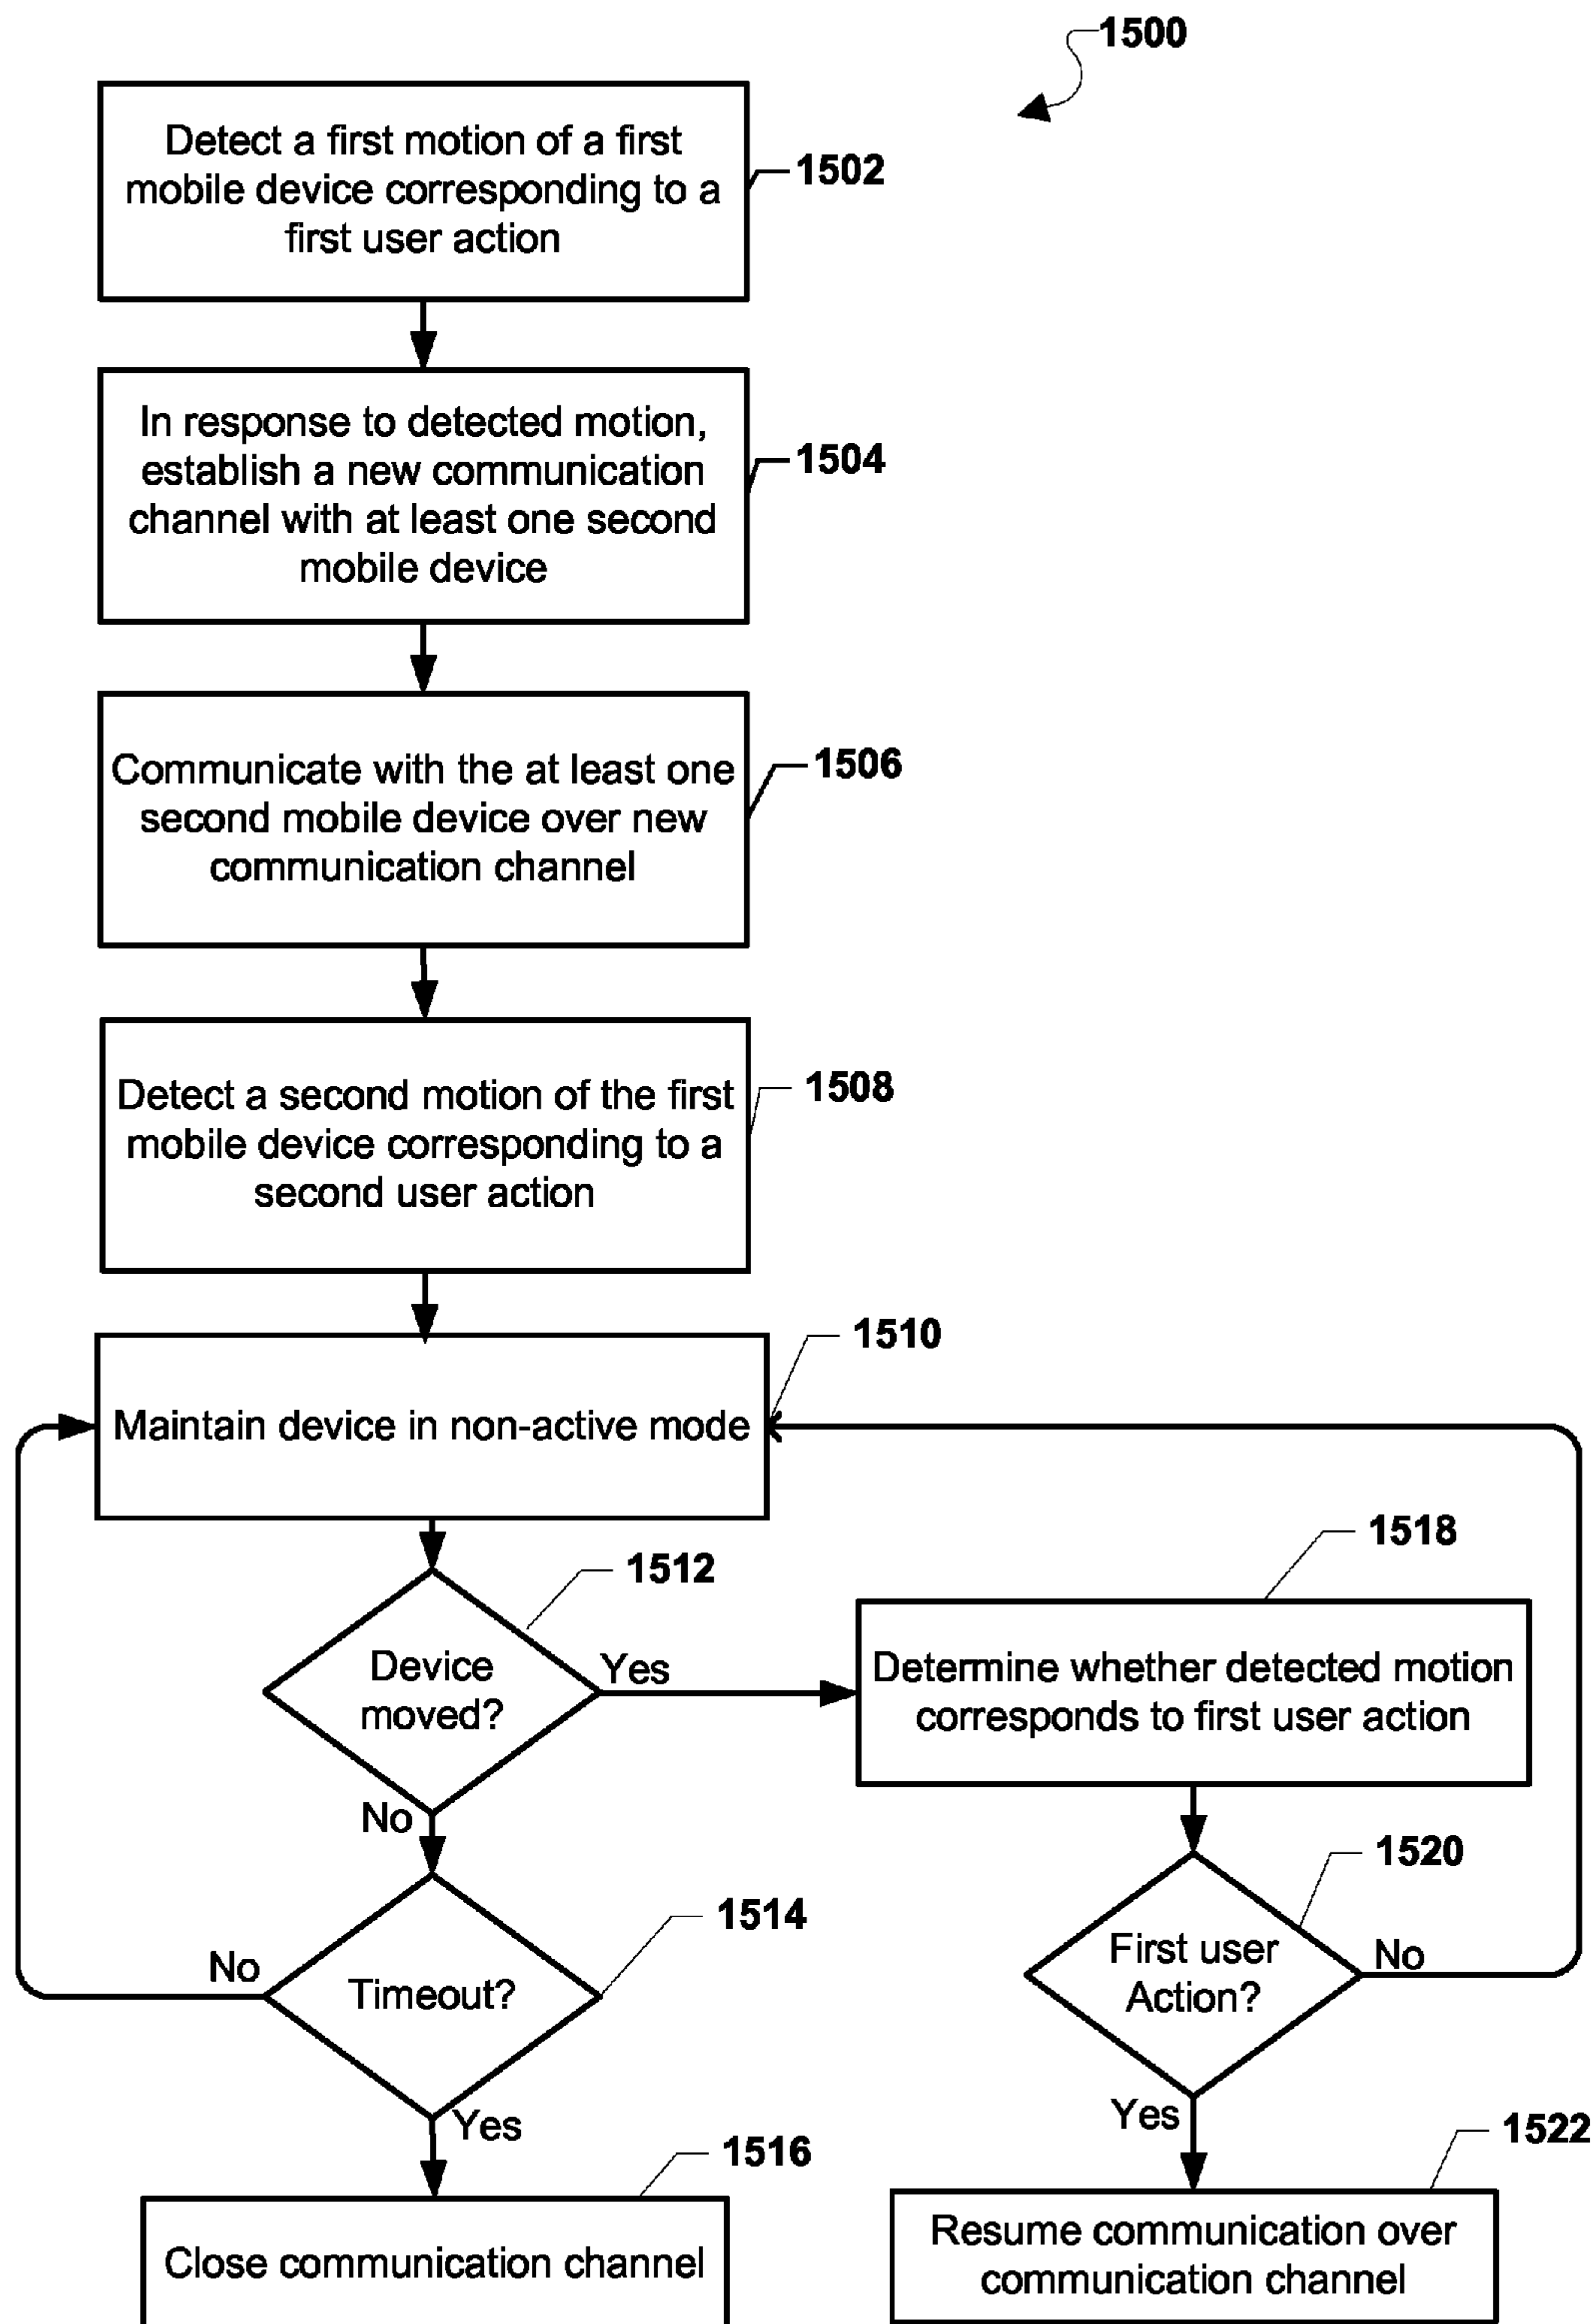 1500
Detect a first motion of a first
mobile device corresponding to a
first user action
1502
In response to detected motion,
establish a new communication
channel with at least one second
mobile device
1504
Communicate with the at least one
second mobile device over new
communication channel
1506
Detect a second motion of the first
mobile device corresponding to a
second user action
1508
Maintain device in non-active mode
1510
Device
moved?
1512
Yes
No
Determine whether detected motion
corresponds to first user action
1518
Timeout?
1514
No
Yes
First user
Action?
1520
No
Yes
Close communication channel
1516
Resume communication over
communication channel
1522